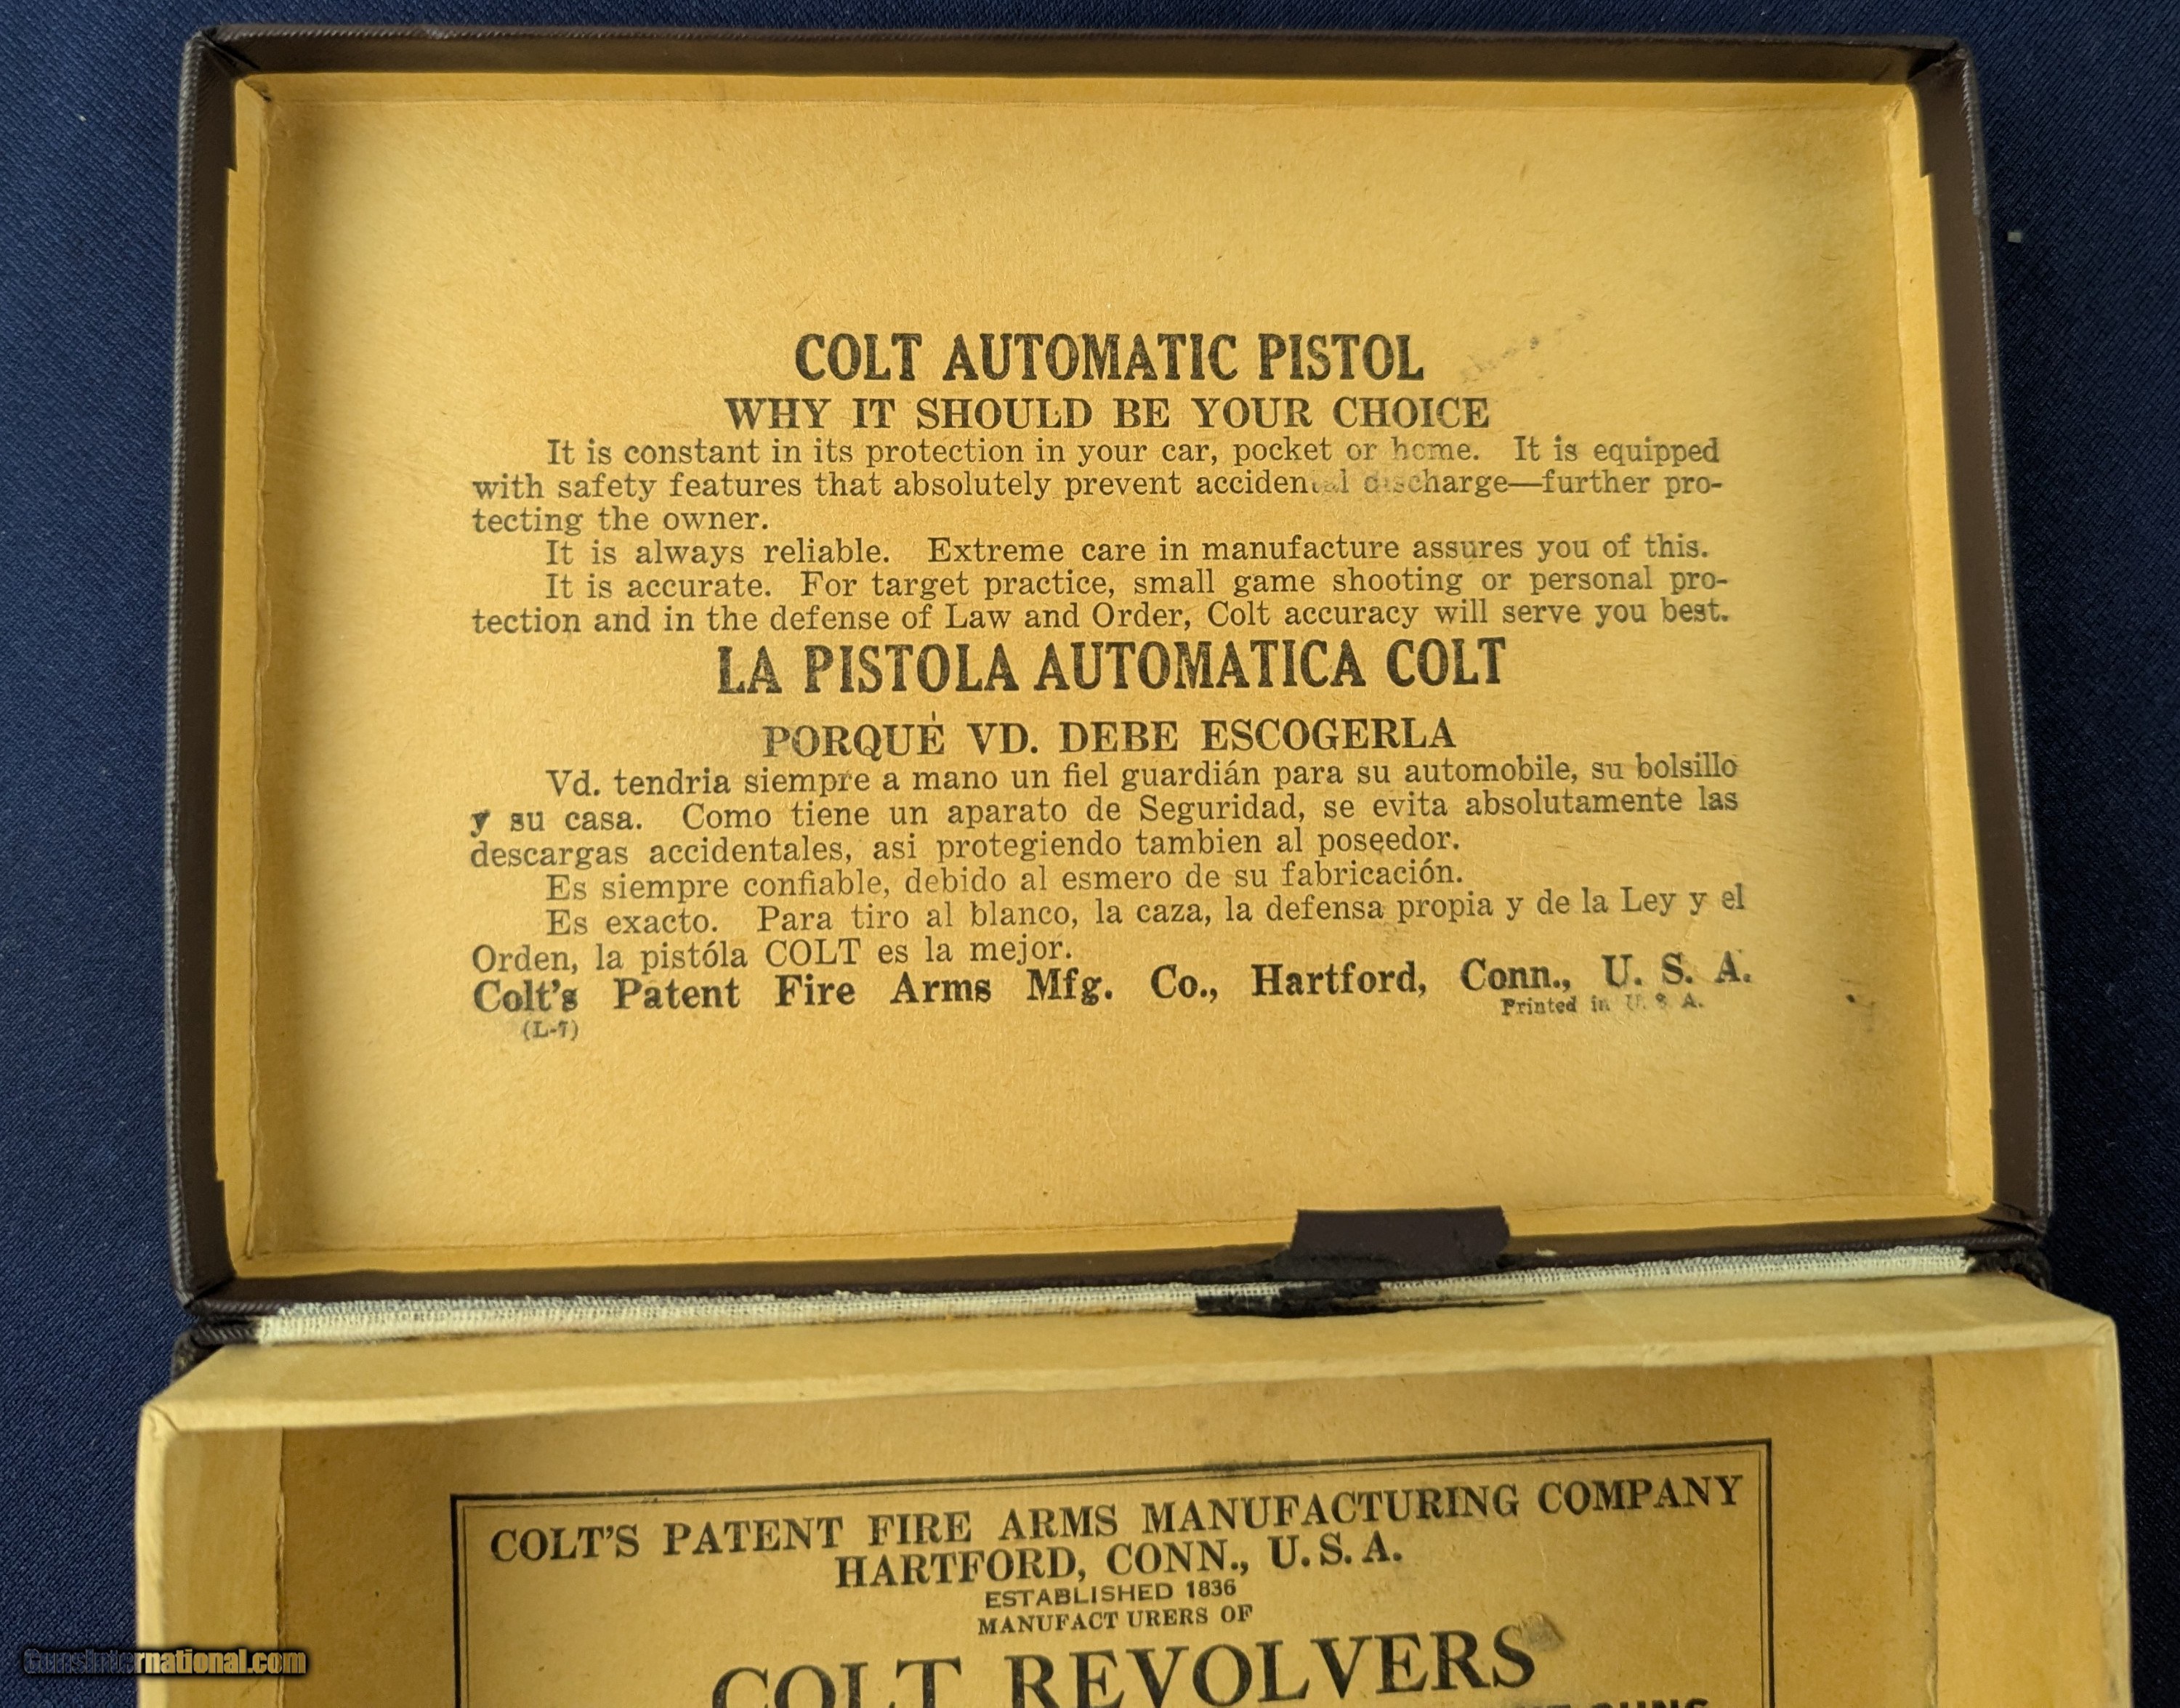 COLT AUTOMATIC PISTOL
WHY IT SHOULD BE YOUR CHOICE
It is constant in its protection in your car, pocket or home. It is equipped
with safety features that absolutely prevent accidental discharge—further pro-
tecting the owner.
It is always reliable. Extreme care in manufacture assures you of this.
It is accurate. For target practice, small game shooting or personal pro-
tection and in the defense of Law and Order, Colt accuracy will serve you best.
LA PISTOLA AUTOMATICA COLT
PORQUÉ VD. DEBE ESCOGERLA
Vd. tendria siempre a mano un fiel guardián para su automobile, su bolsillo
y su casa. Como tiene un aparato de Seguridad, se evita absolutamente las
descargas accidentales, asi protegiendo tambien al poseedor.
Es siempre confiable, debido al esmero de su fabricación.
Es exacto. Para tiro al blanco, la caza, la defensa propia y de la Ley y el
Orden, la pistóla COLT es la mejor.
Colt's Patent Fire Arms Mfg. Co., Hartford, Conn., U. S. A.
(L-7) Printed in U. S. A.
COLT'S PATENT FIRE ARMS MANUFACTURING COMPANY
HARTFORD, CONN., U. S. A.
ESTABLISHED 1836
MANUFACTURERS OF
COLT REVOLVERS
GunsInternational.com